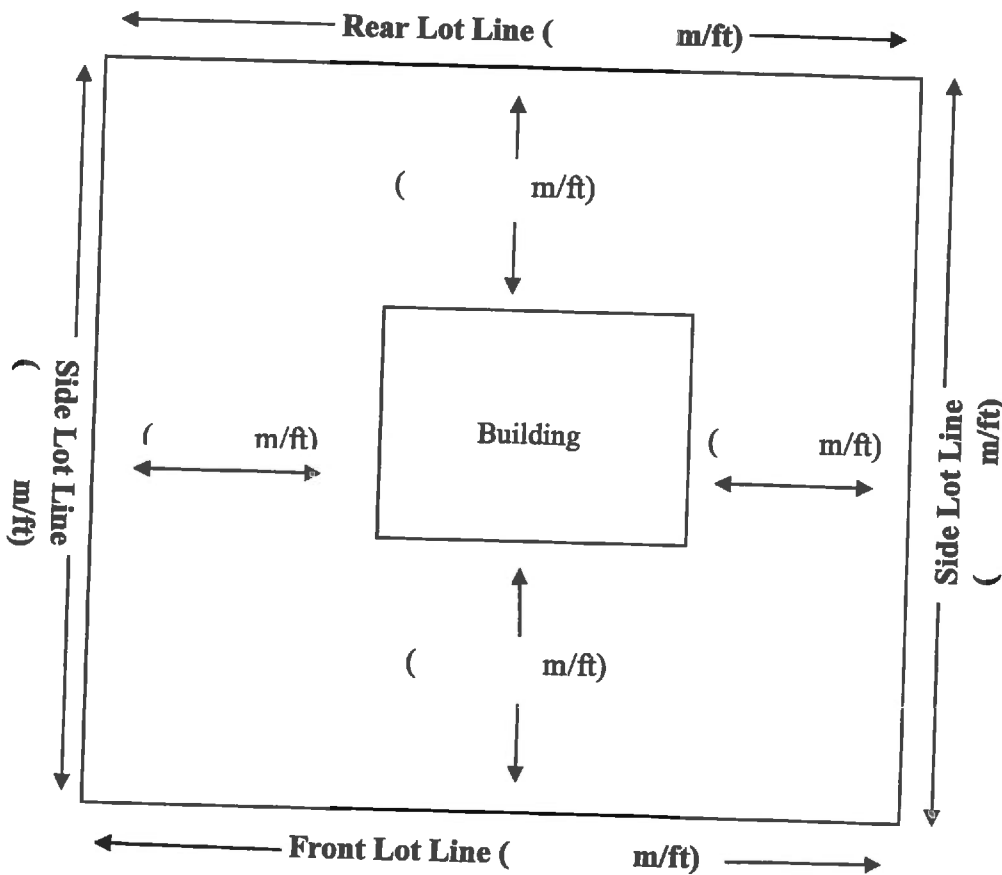 Rear Lot Line (          m/ft)
(          m/ft)
Side Lot Line
(          m/ft)
(          m/ft)
Building
(          m/ft)
Side Lot Line
(          m/ft)
(          m/ft)
Front Lot Line (          m/ft)